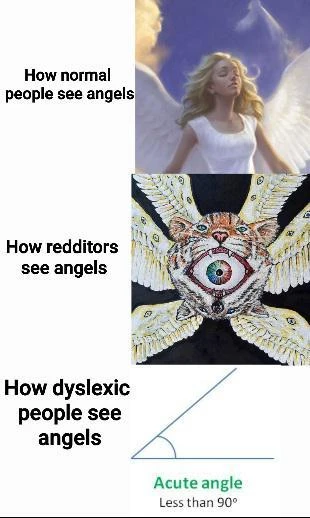 How normal
people see angels
How redditors
see angels
How dyslexic
people see
angels
Acute angle
Less than 90°